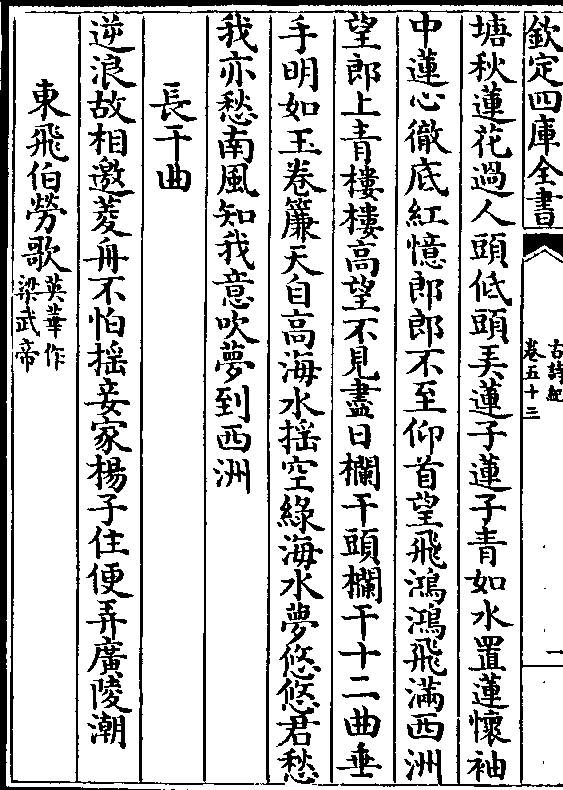 欽定四庫全書
古詩紀
卷五十二
一
塘秋蓮花過人頭低頭弄蓮子蓮子青如水置蓮懷袖
中蓮心徹底紅憶郎郎不至仰首望飛鴻鴻飛滿西洲
望郎上青樓樓高望不見盡日欄干頭欄干十二曲垂
手明如玉卷簾天自高海水揺空綠海水夢悠悠君愁
我亦愁南風知我意吹夢到西洲
長干曲
逆浪故相邀菱舟不怕揺妾家楊子住便弄廣陵潮
東飛伯勞歌
英華作
梁武帝